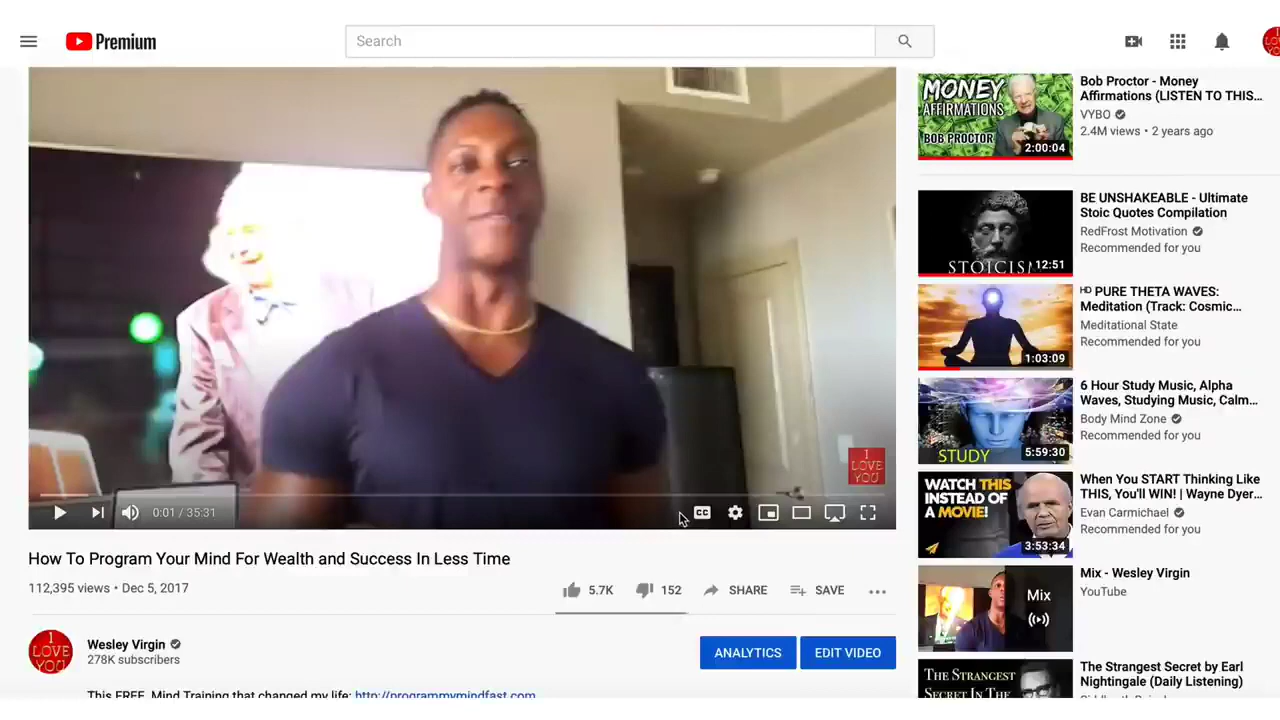 Premium
Search
I LOVE YOU
0:01 / 35:31
CC
How To Program Your Mind For Wealth and Success In Less Time
112,395 views • Dec 5, 2017
5.7K
152
SHARE
SAVE
I LOVE YOU
Wesley Virgin
278K subscribers
ANALYTICS
EDIT VIDEO
This FREE Mind Training that changed my life: http://programmymindfast.com
MONEY
AFFIRMATIONS
BOB PROCTOR
2:00:04
Bob Proctor - Money
Affirmations (LISTEN TO THIS...
VYBO
2.4M views • 2 years ago
STOICISM
12:51
BE UNSHAKEABLE - Ultimate
Stoic Quotes Compilation
RedFrost Motivation
Recommended for you
1:03:09
HD PURE THETA WAVES:
Meditation (Track: Cosmic...
Meditational State
Recommended for you
STUDY
5:59:30
6 Hour Study Music, Alpha
Waves, Studying Music, Calm...
Body Mind Zone
Recommended for you
WATCH THIS
INSTEAD OF
A MOVIE!
3:53:34
When You START Thinking Like
THIS, You'll WIN! | Wayne Dyer...
Evan Carmichael
Recommended for you
Mix
Mix - Wesley Virgin
YouTube
THE STRANGEST
SECRET IN THE
The Strangest Secret by Earl
Nightingale (Daily Listening)